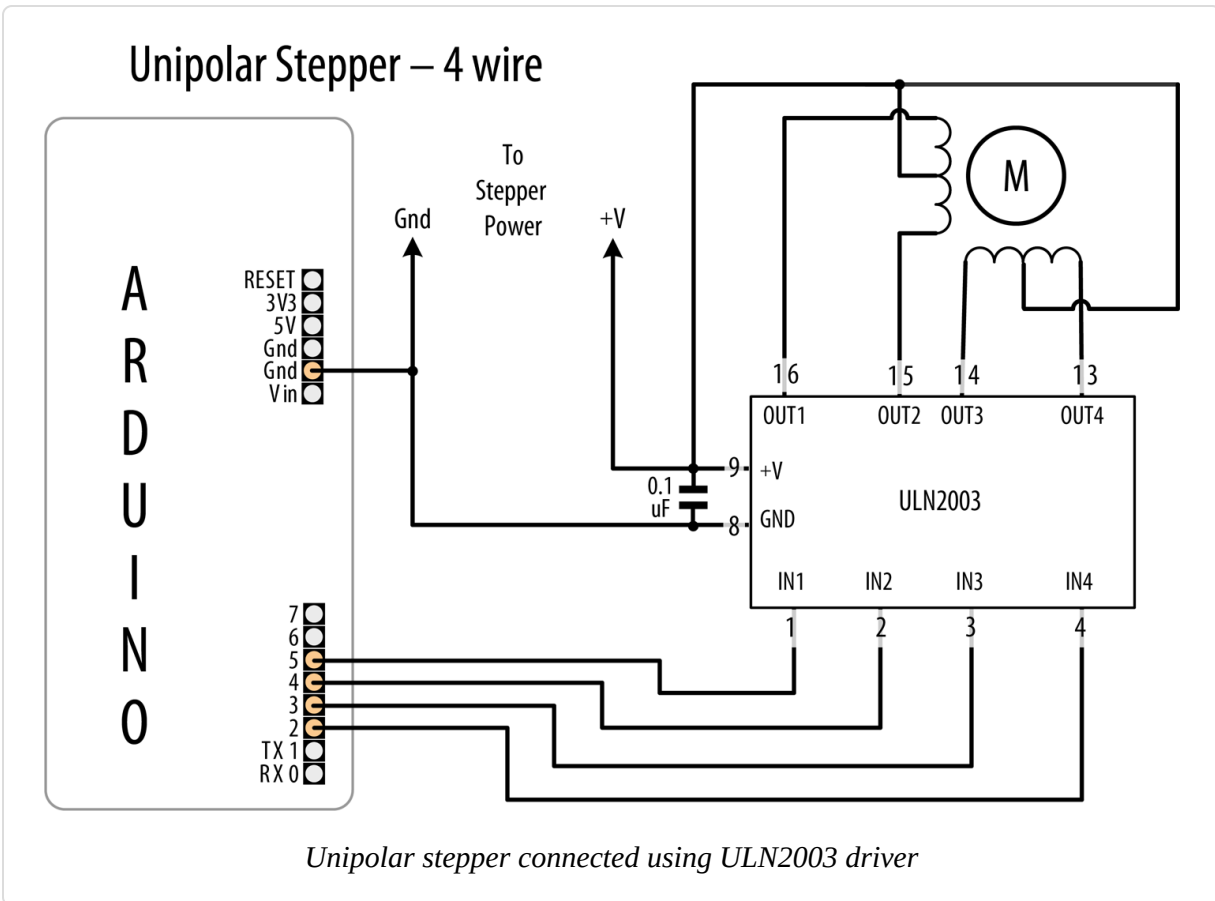 Unipolar Stepper – 4 wire
To
Stepper
Power
Gnd
+V
M
ARDUINO
RESET
3V3
5V
Gnd
Gnd
Vin
16
15
14
13
OUT1
OUT2
OUT3
OUT4
9
+V
0.1
uF
ULN2003
8
GND
IN1
IN2
IN3
IN4
1
2
3
4
7
6
5
4
3
2
TX 1
RX 0
Unipolar stepper connected using ULN2003 driver